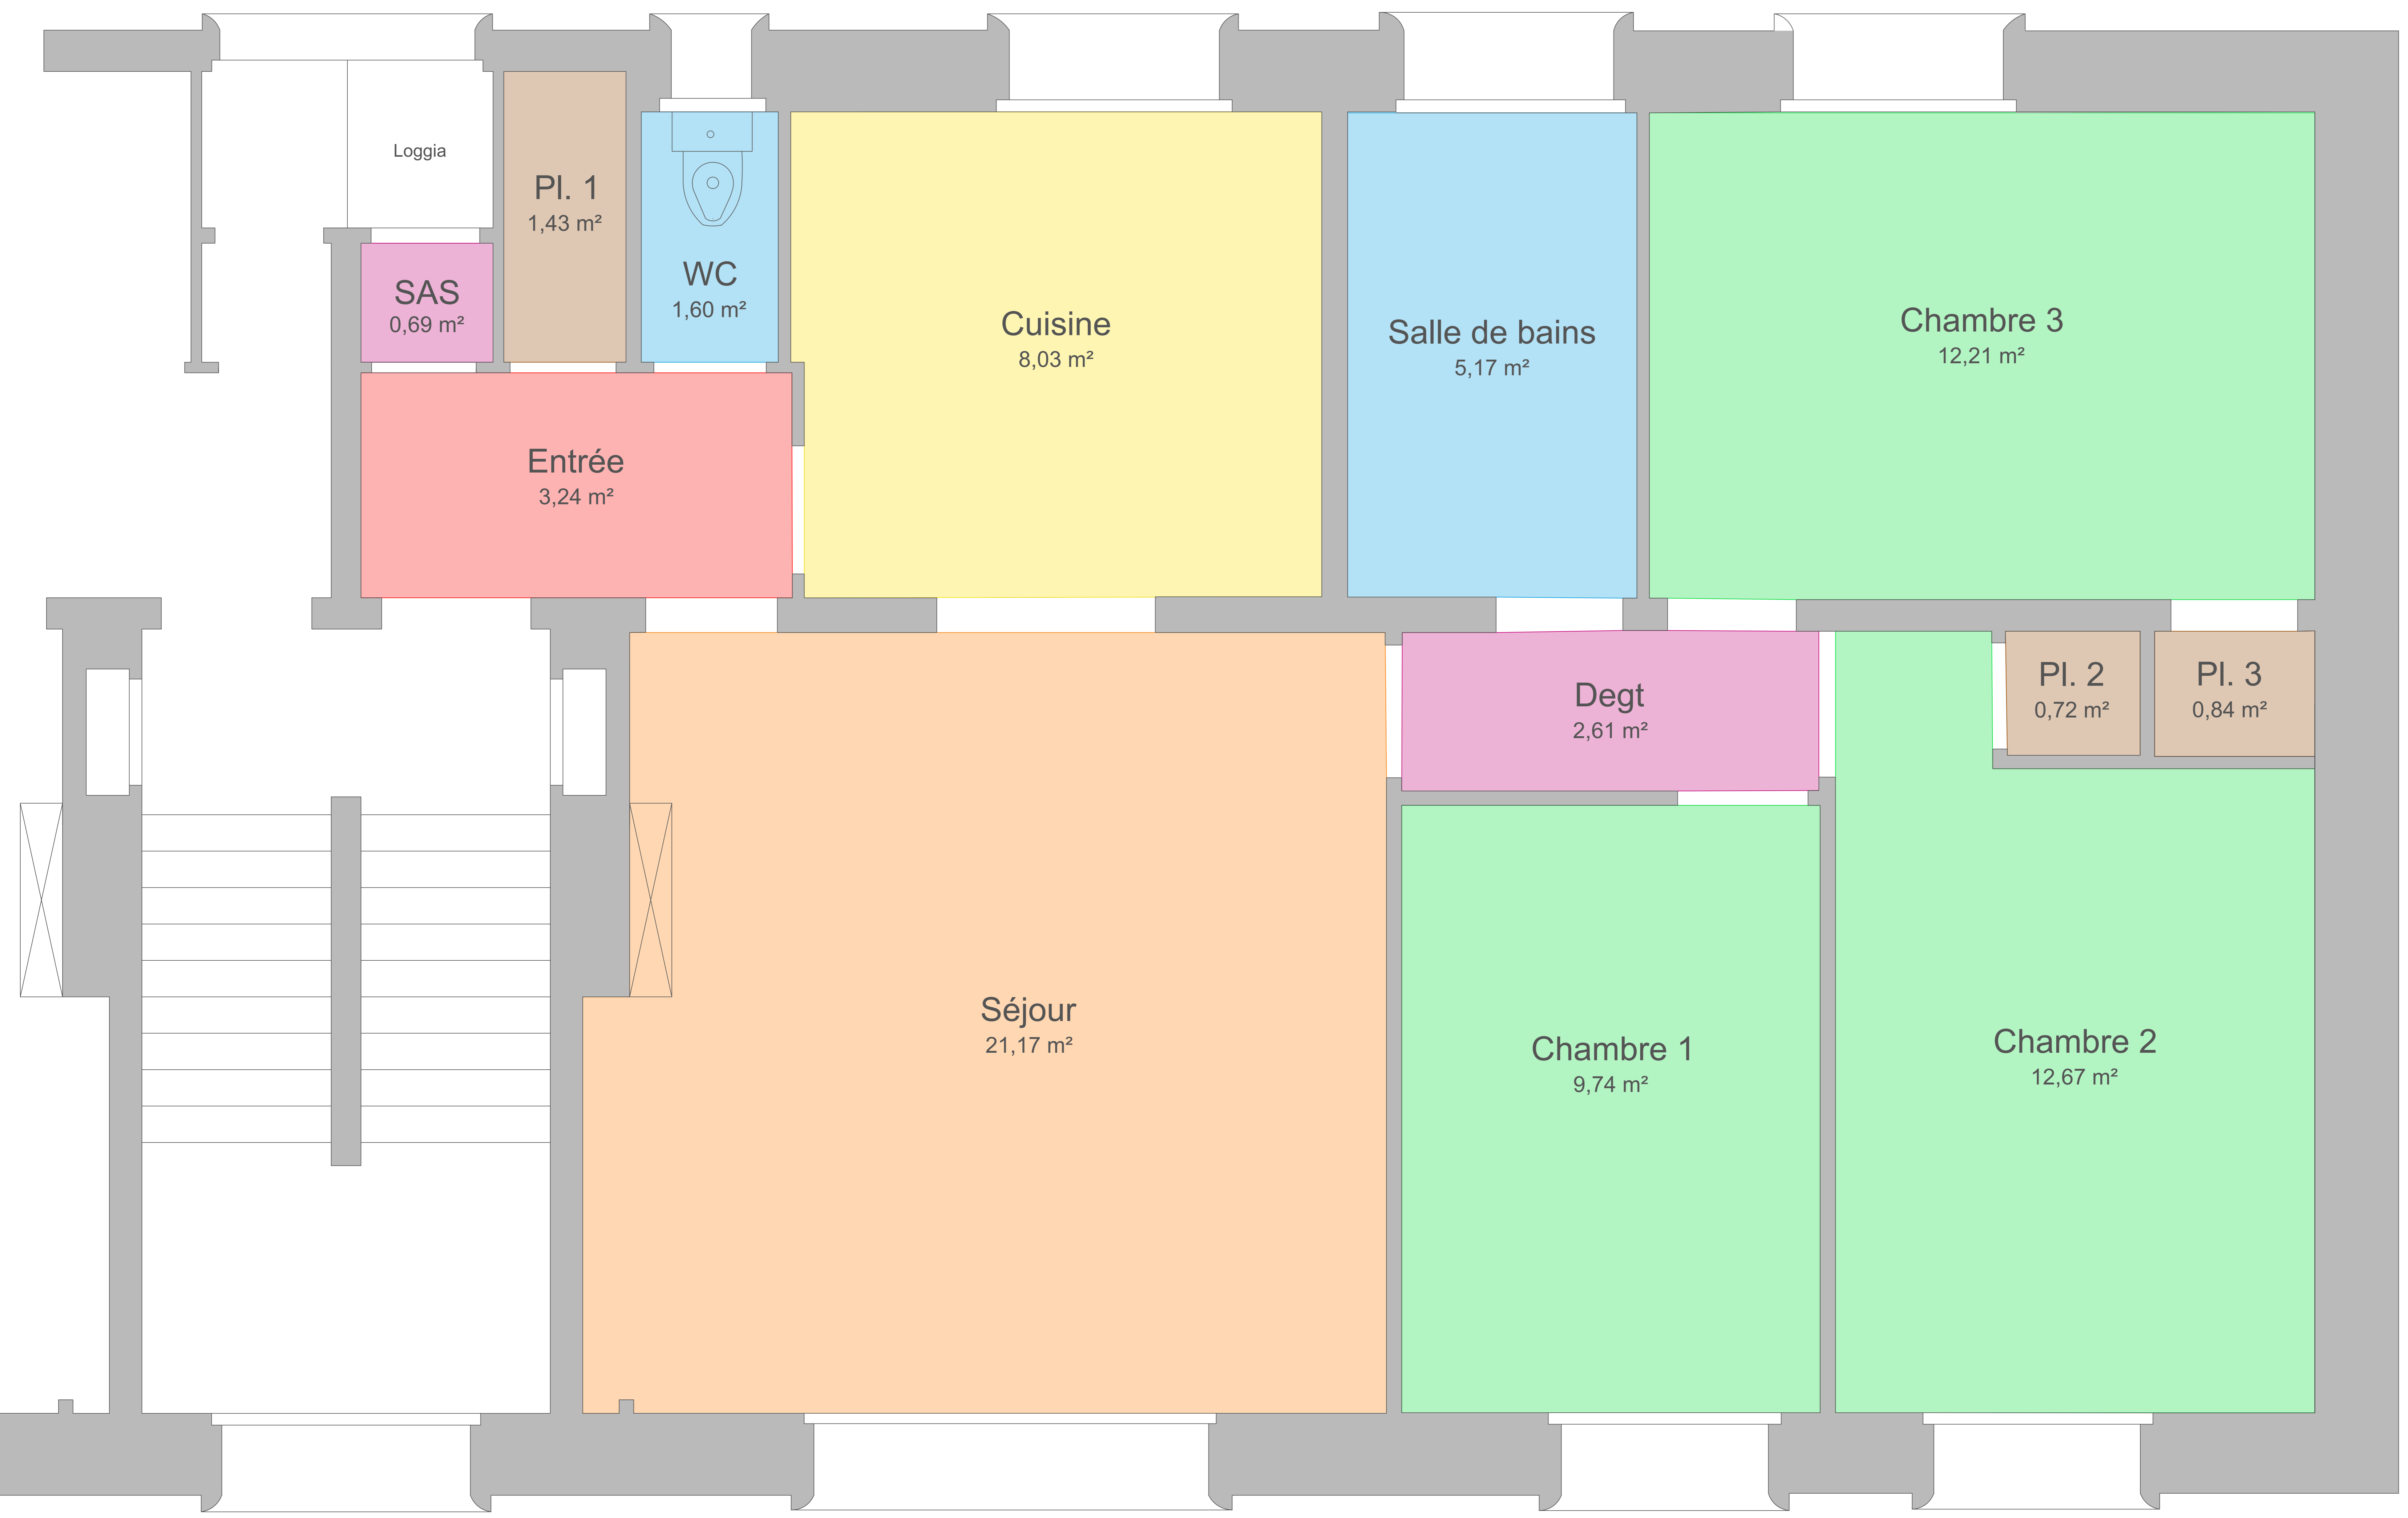 Loggia
Pl. 1
1,43 m²
WC
1,60 m²
SAS
0,69 m²
Cuisine
8,03 m²
Salle de bains
5,17 m²
Chambre 3
12,21 m²
Entrée
3,24 m²
Degt
2,61 m²
Pl. 2
0,72 m²
Pl. 3
0,84 m²
Séjour
21,17 m²
Chambre 1
9,74 m²
Chambre 2
12,67 m²